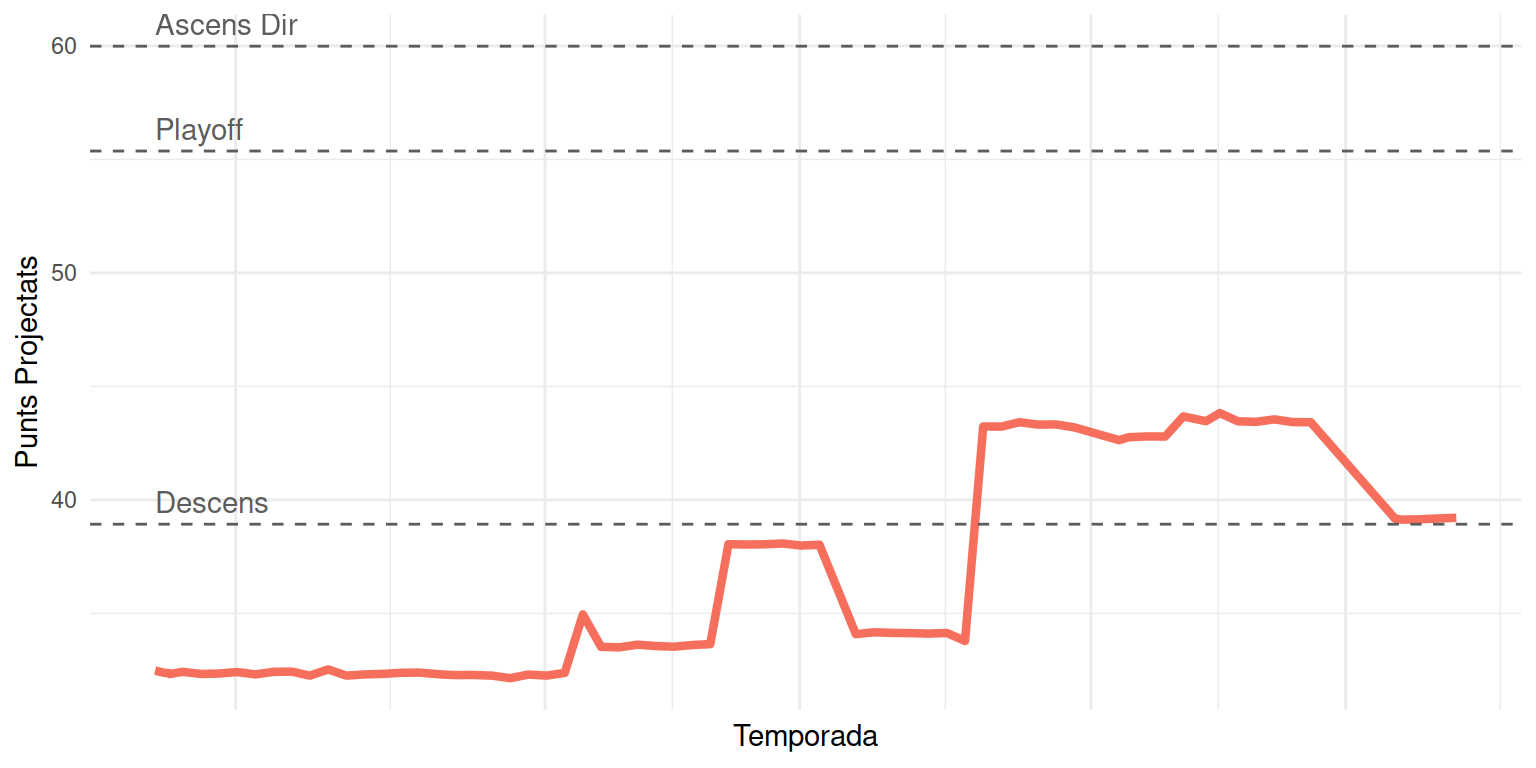 Ascens Dir
60
Playoff
50
Punts Projectats
40
Descens
Temporada